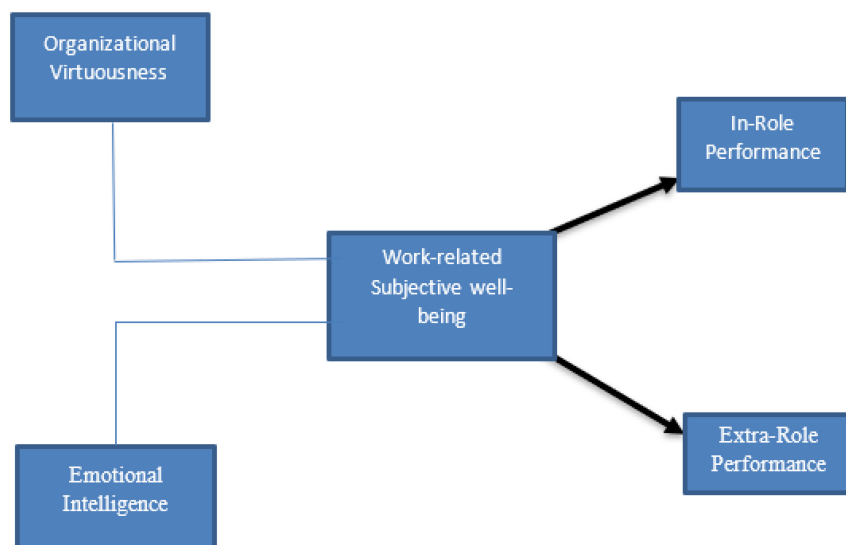 Organizational
Virtuousness
In-Role
Performance
Work-related
Subjective well-
being
Extra-Role
Performance
Emotional
Intelligence